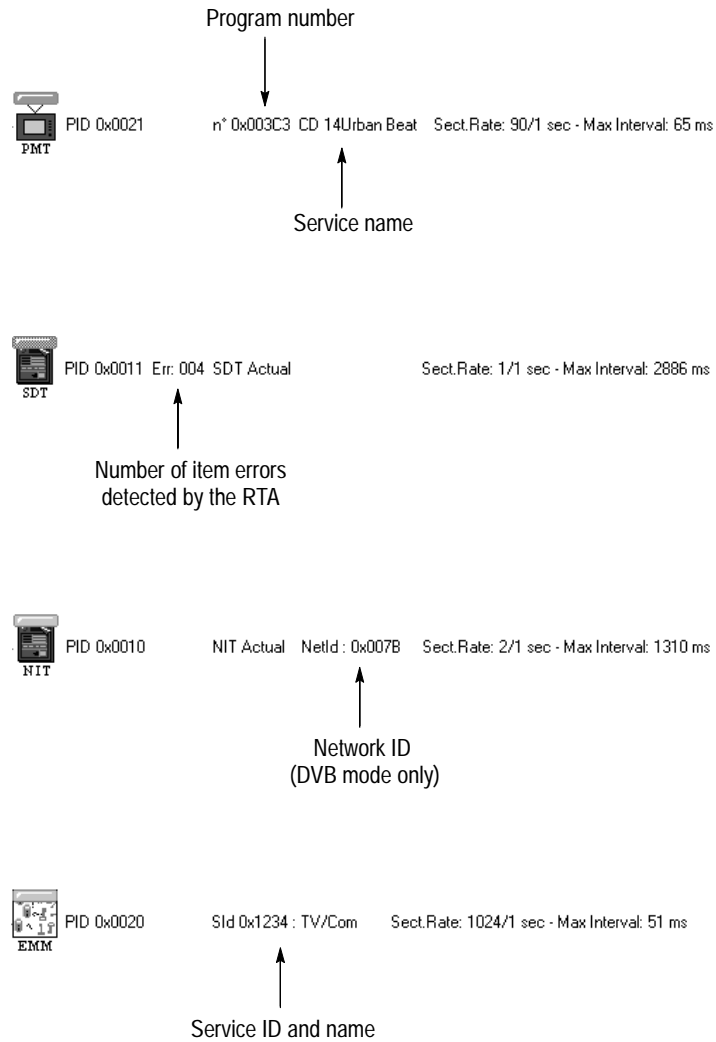 Program number
PID 0x0021 n° 0x003C3 CD 14Urban Beat Sect.Rate: 90/1 sec - Max Interval: 65 ms
PMT
Service name
PID 0x0011 Err: 004 SDT Actual Sect.Rate: 1/1 sec - Max Interval: 2886 ms
SDT
Number of item errors
detected by the RTA
PID 0x0010 NIT Actual NetId : 0x007B Sect.Rate: 2/1 sec - Max Interval: 1310 ms
NIT
Network ID
(DVB mode only)
PID 0x0020 SId 0x1234 : TV/Com Sect.Rate: 1024/1 sec - Max Interval: 51 ms
EMM
Service ID and name